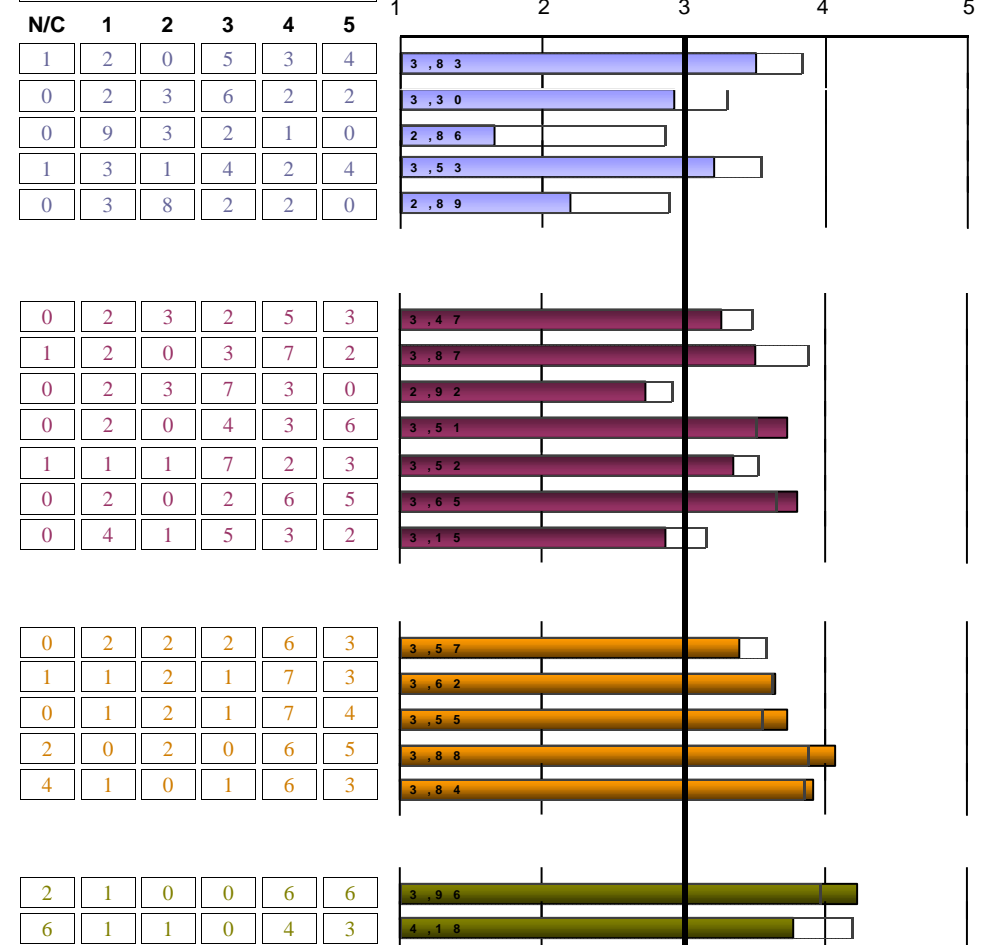 1 2 3 4 5
N/C 1 2 3 4 5
1 2 0 5 3 4 3,83
0 2 3 6 2 2 3,30
0 9 3 2 1 0 2,86
1 3 1 4 2 4 3,53
0 3 8 2 2 0 2,89
0 2 3 2 5 3 3,47
1 2 0 3 7 2 3,87
0 2 3 7 3 0 2,92
0 2 0 4 3 6 3,51
1 1 1 7 2 3 3,52
0 2 0 2 6 5 3,65
0 4 1 5 3 2 3,15
0 2 2 2 6 3 3,57
1 1 2 1 7 3 3,62
0 1 2 1 7 4 3,55
2 0 2 0 6 5 3,88
4 1 0 1 6 3 3,84
2 1 0 0 6 6 3,96
6 1 1 0 4 3 4,18